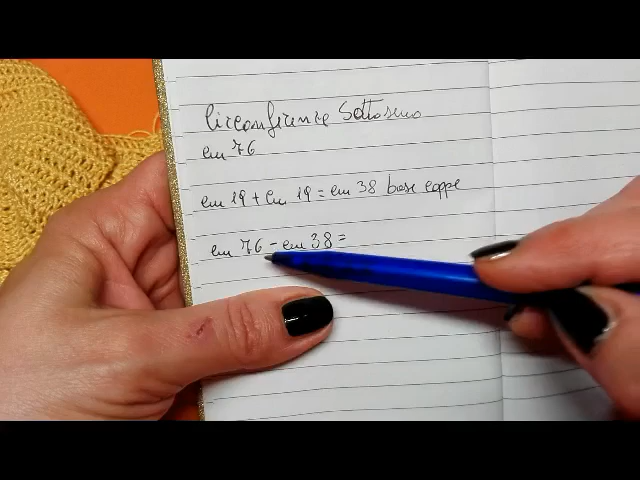 Circonferenza Sottoseno
cm 76
cm 19 + cm 19 = cm 38 base coppe
cm 76 - cm 38 =